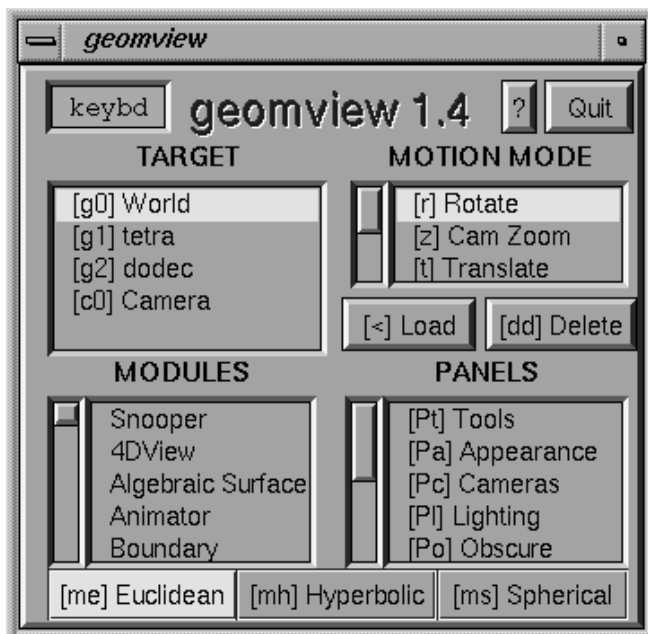 geomview
keybd geomview 1.4 ? Quit
TARGET
[g0] World
[g1] tetra
[g2] dodec
[c0] Camera
MOTION MODE
[r] Rotate
[z] Cam Zoom
[t] Translate
[<] Load [dd] Delete
MODULES
Snooper
4DView
Algebraic Surface
Animator
Boundary
PANELS
[Pt] Tools
[Pa] Appearance
[Pc] Cameras
[Pl] Lighting
[Po] Obscure
[me] Euclidean [mh] Hyperbolic [ms] Spherical